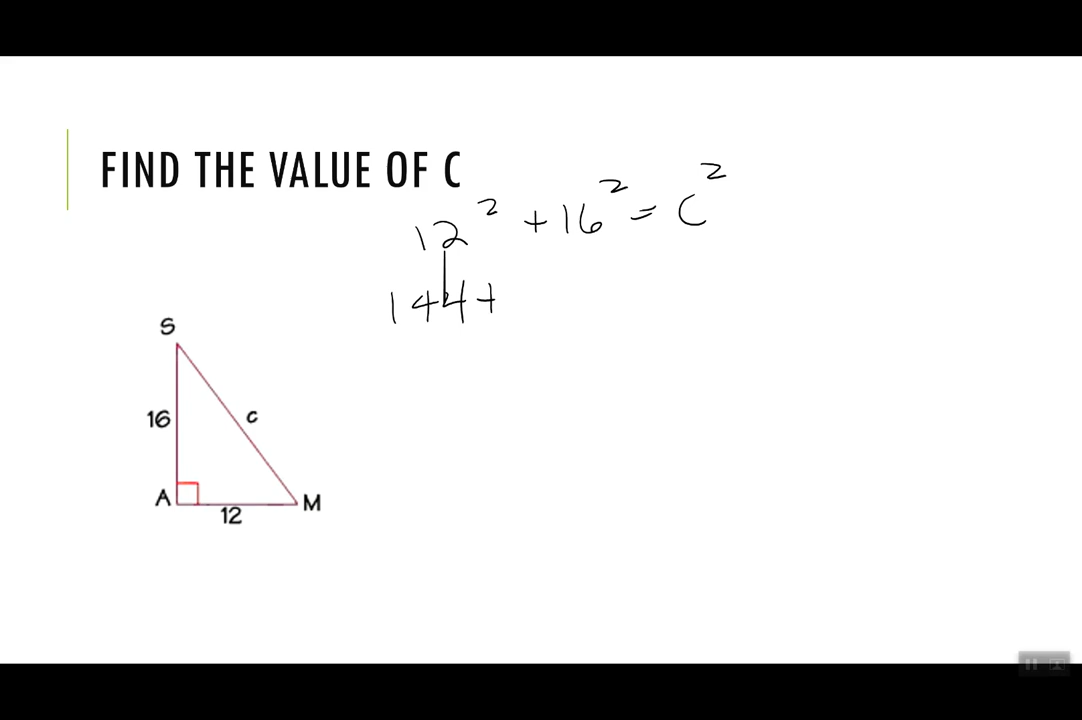 FIND THE VALUE OF C
12² + 16² = c²
144+
S
16
c
A
M
12